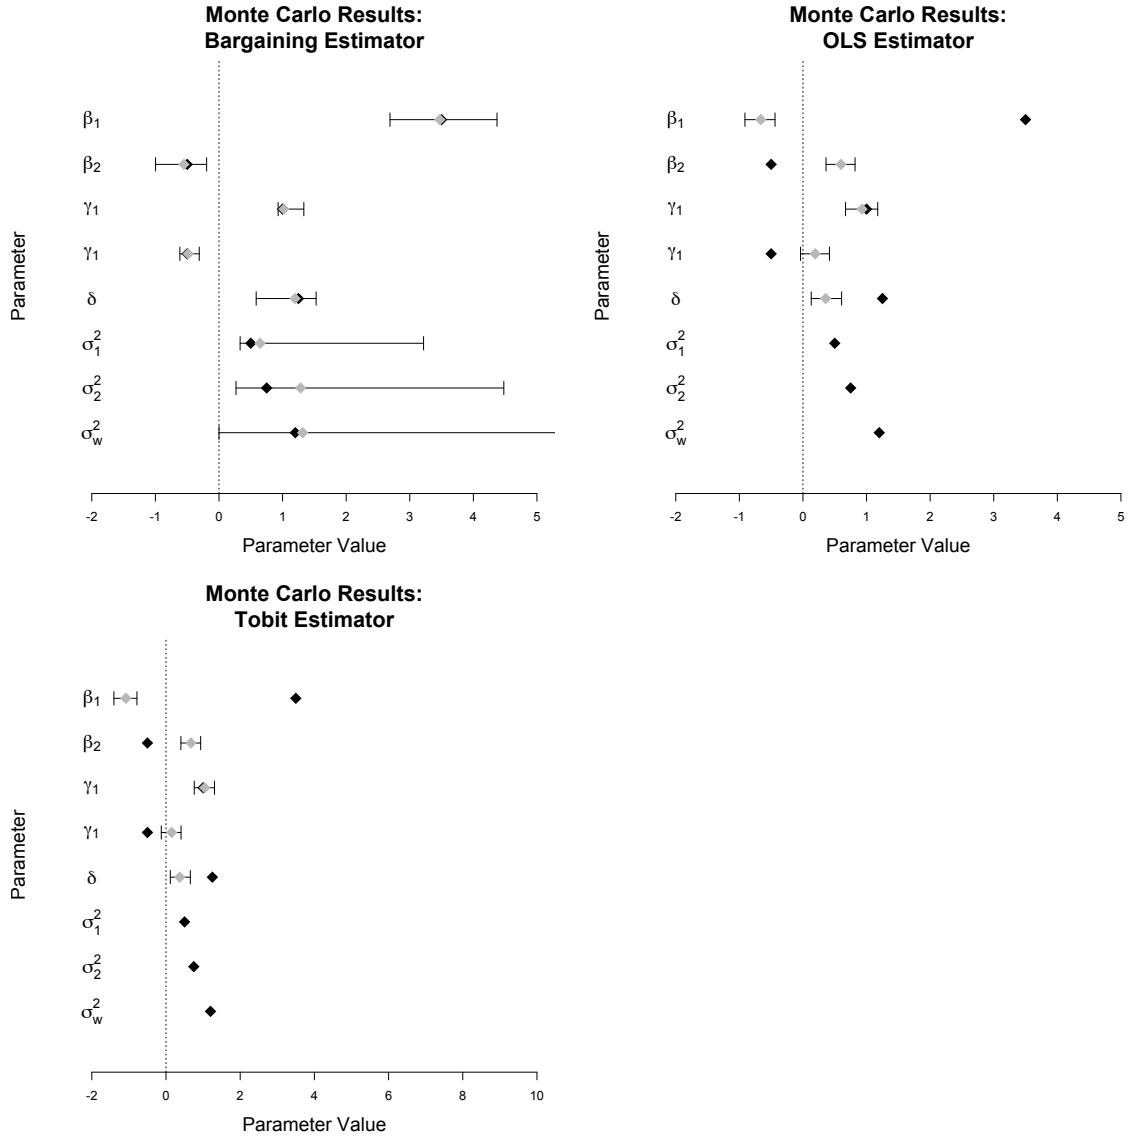 Monte Carlo Results:
Bargaining Estimator
β1
β2
γ1
γ1
δ
σ1²
σ2²
σw²
Parameter
-2 -1 0 1 2 3 4 5
Parameter Value
Monte Carlo Results:
OLS Estimator
β1
β2
γ1
γ1
δ
σ1²
σ2²
σw²
Parameter
-2 -1 0 1 2 3 4 5
Parameter Value
Monte Carlo Results:
Tobit Estimator
β1
β2
γ1
γ1
δ
σ1²
σ2²
σw²
Parameter
-2 0 2 4 6 8 10
Parameter Value